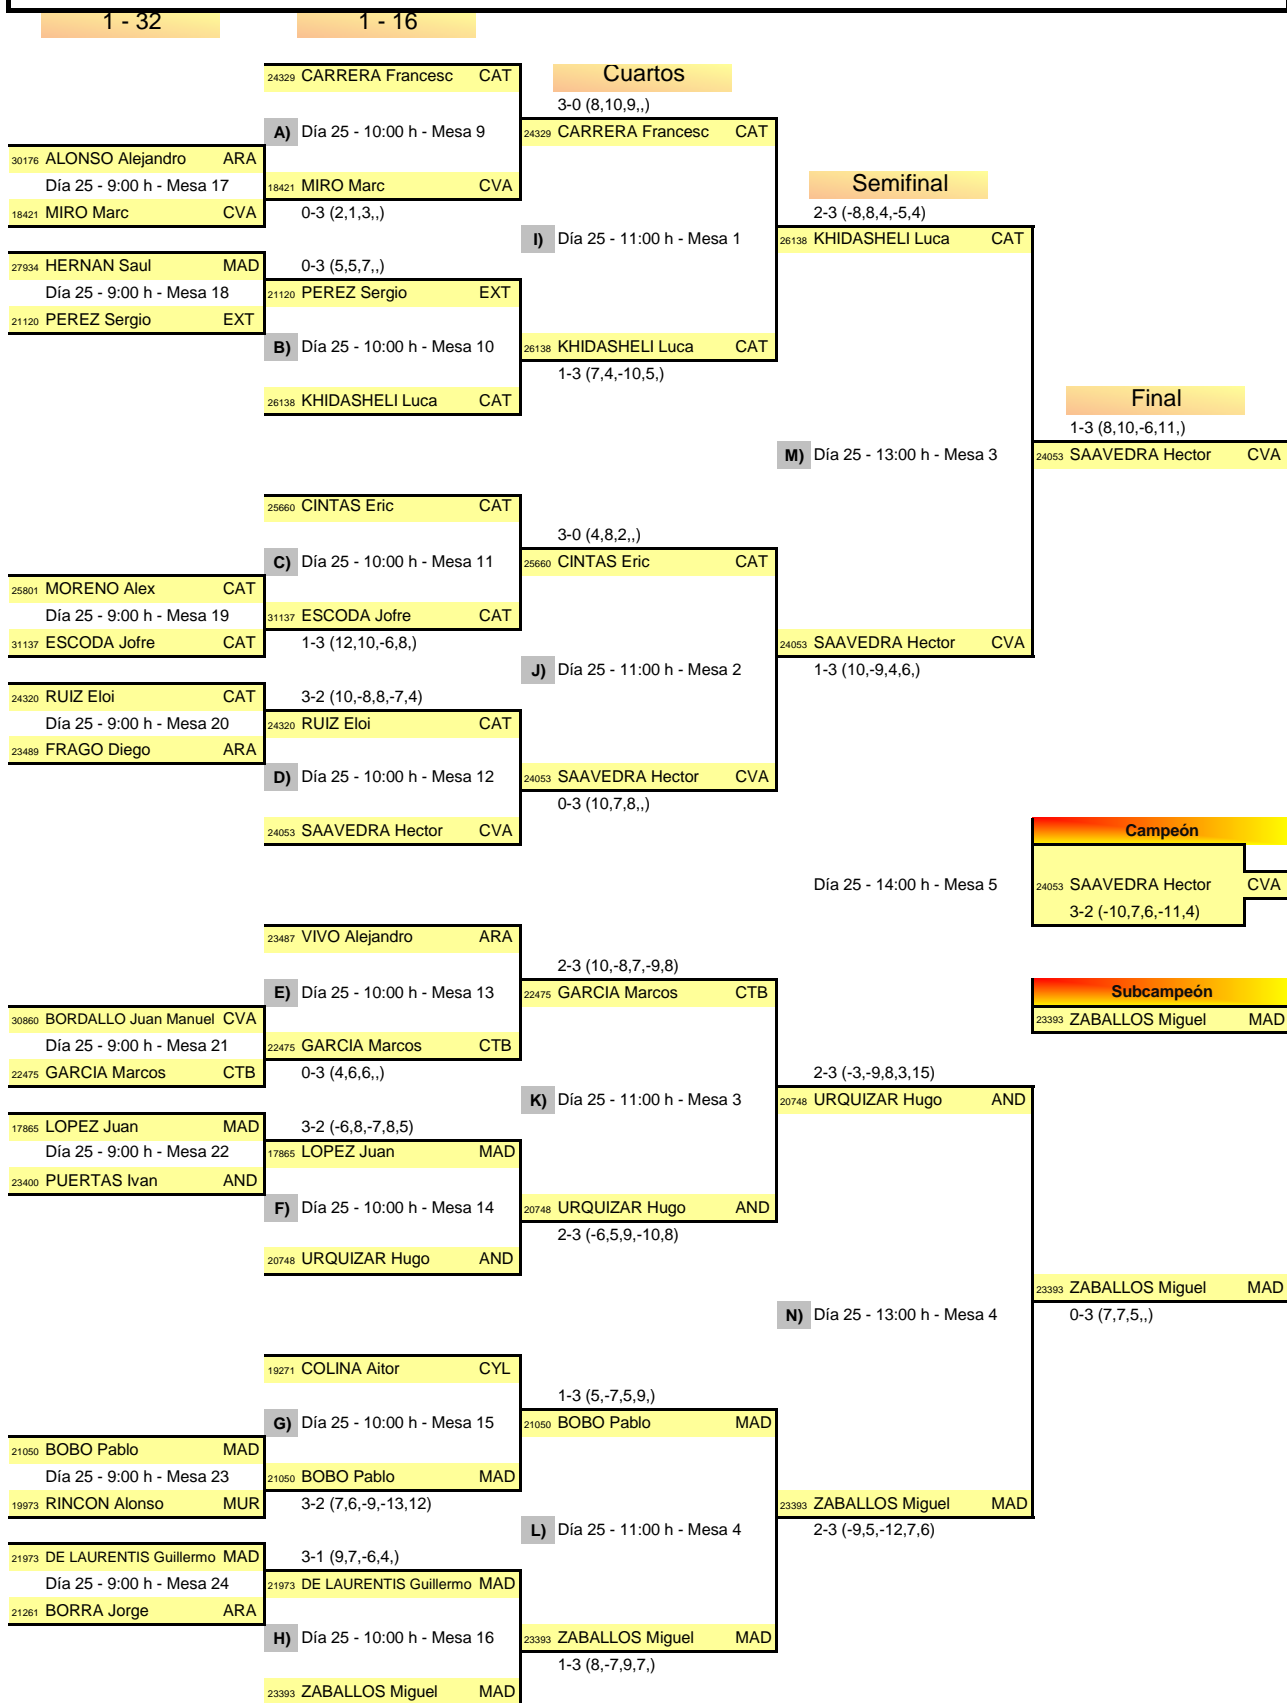 1 - 32 1 - 16
24329 CARRERA Francesc CAT Cuartos
3-0 (8,10,9,,)
A) Día 25 - 10:00 h - Mesa 9 24329 CARRERA Francesc CAT
30176 ALONSO Alejandro ARA
Día 25 - 9:00 h - Mesa 17 18421 MIRO Marc CVA Semifinal
18421 MIRO Marc CVA 0-3 (2,1,3,,) 2-3 (-8,8,4,-5,4)
I) Día 25 - 11:00 h - Mesa 1 26138 KHIDASHELI Luca CAT
27934 HERNAN Saul MAD 0-3 (5,5,7,,)
Día 25 - 9:00 h - Mesa 18 21120 PEREZ Sergio EXT
21120 PEREZ Sergio EXT
B) Día 25 - 10:00 h - Mesa 10 26138 KHIDASHELI Luca CAT
1-3 (7,4,-10,5,)
26138 KHIDASHELI Luca CAT Final
1-3 (8,10,-6,11,)
M) Día 25 - 13:00 h - Mesa 3 24053 SAAVEDRA Hector CVA
25660 CINTAS Eric CAT
3-0 (4,8,2,,)
C) Día 25 - 10:00 h - Mesa 11 25660 CINTAS Eric CAT
25801 MORENO Alex CAT
Día 25 - 9:00 h - Mesa 19 31137 ESCODA Jofre CAT
31137 ESCODA Jofre CAT 1-3 (12,10,-6,8,) 24053 SAAVEDRA Hector CVA
J) Día 25 - 11:00 h - Mesa 2 1-3 (10,-9,4,6,)
24320 RUIZ Eloi CAT 3-2 (10,-8,8,-7,4)
Día 25 - 9:00 h - Mesa 20 24320 RUIZ Eloi CAT
23489 FRAGO Diego ARA
D) Día 25 - 10:00 h - Mesa 12 24053 SAAVEDRA Hector CVA
0-3 (10,7,8,,)
24053 SAAVEDRA Hector CVA Campeón
Día 25 - 14:00 h - Mesa 5 24053 SAAVEDRA Hector CVA
3-2 (-10,7,6,-11,4)
23487 VIVO Alejandro ARA
2-3 (10,-8,7,-9,8)
E) Día 25 - 10:00 h - Mesa 13 22475 GARCIA Marcos CTB Subcampeón
30860 BORDALLO Juan Manuel CVA 23393 ZABALLOS Miguel MAD
Día 25 - 9:00 h - Mesa 21 22475 GARCIA Marcos CTB
22475 GARCIA Marcos CTB 0-3 (4,6,6,,) 2-3 (-3,-9,8,3,15)
K) Día 25 - 11:00 h - Mesa 3 20748 URQUIZAR Hugo AND
17865 LOPEZ Juan MAD 3-2 (-6,8,-7,8,5)
Día 25 - 9:00 h - Mesa 22 17865 LOPEZ Juan MAD
23400 PUERTAS Ivan AND
F) Día 25 - 10:00 h - Mesa 14 20748 URQUIZAR Hugo AND
2-3 (-6,5,9,-10,8)
20748 URQUIZAR Hugo AND
23393 ZABALLOS Miguel MAD
N) Día 25 - 13:00 h - Mesa 4 0-3 (7,7,5,,)
19271 COLINA Aitor CYL
1-3 (5,-7,5,9,)
G) Día 25 - 10:00 h - Mesa 15 21050 BOBO Pablo MAD
21050 BOBO Pablo MAD
Día 25 - 9:00 h - Mesa 23 21050 BOBO Pablo MAD
19973 RINCON Alonso MUR 3-2 (7,6,-9,-13,12) 23393 ZABALLOS Miguel MAD
L) Día 25 - 11:00 h - Mesa 4 2-3 (-9,5,-12,7,6)
21973 DE LAURENTIS Guillermo MAD 3-1 (9,7,-6,4,)
Día 25 - 9:00 h - Mesa 24 21973 DE LAURENTIS Guillermo MAD
21261 BORRA Jorge ARA
H) Día 25 - 10:00 h - Mesa 16 23393 ZABALLOS Miguel MAD
1-3 (8,-7,9,7,)
23393 ZABALLOS Miguel MAD